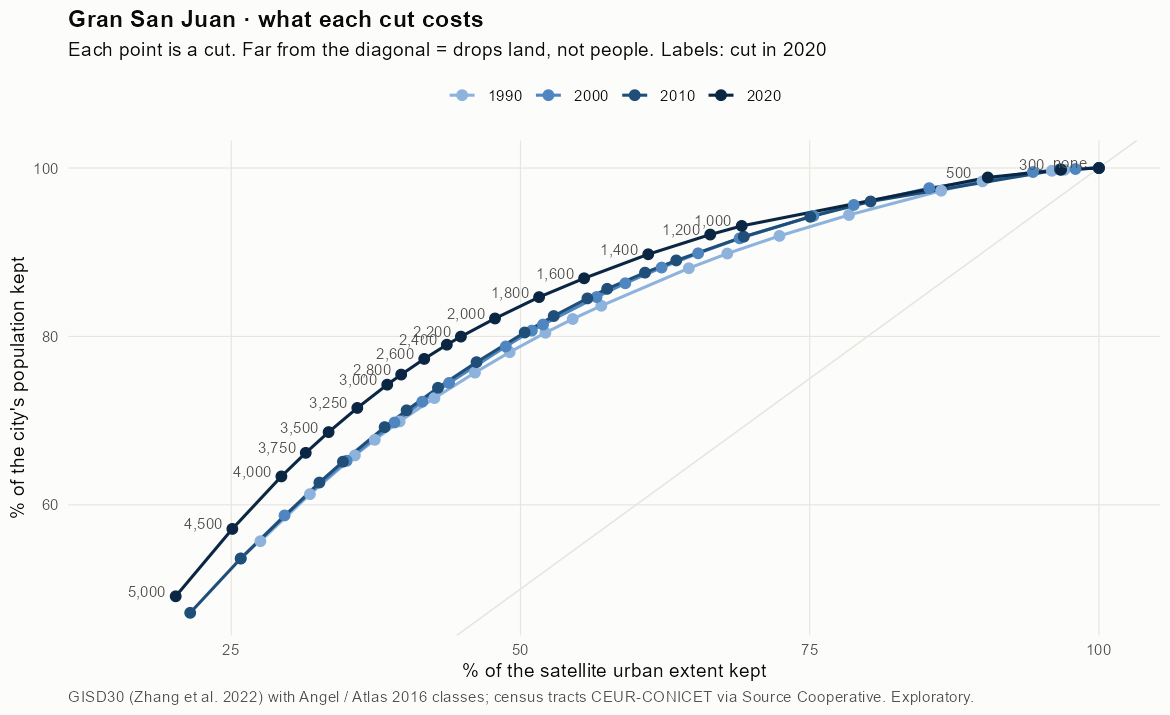 Gran San Juan · what each cut costs
Each point is a cut. Far from the diagonal = drops land, not people. Labels: cut in 2020
1990 2000 2010 2020
% of the city's population kept
100
80
60
none
300
500
1,000
1,200
1,400
1,600
1,800
2,000
2,200
2,400
2,600
2,800
3,000
3,250
3,500
3,750
4,000
4,500
5,000
25 50 75 100
% of the satellite urban extent kept
GISD30 (Zhang et al. 2022) with Angel / Atlas 2016 classes; census tracts CEUR-CONICET via Source Cooperative. Exploratory.